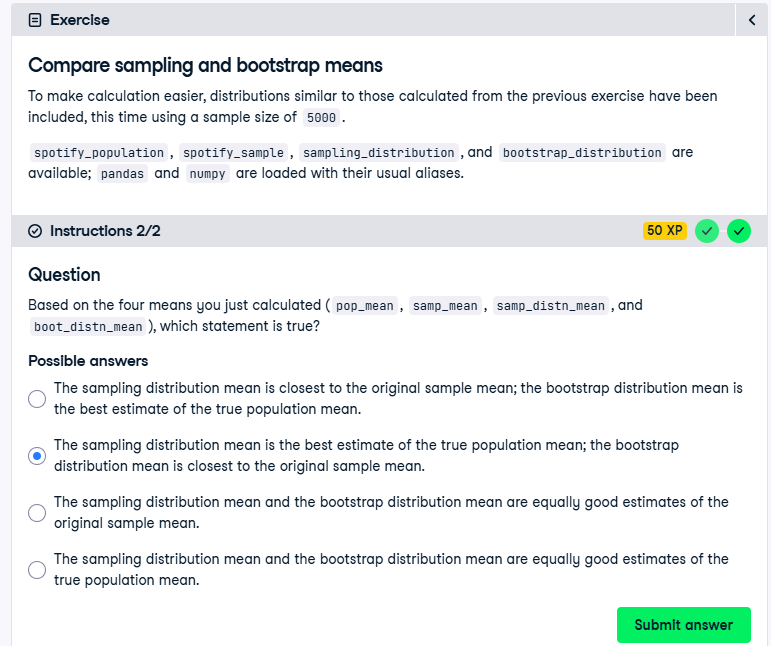 Exercise
Compare sampling and bootstrap means
To make calculation easier, distributions similar to those calculated from the previous exercise have been
included, this time using a sample size of 5000.
spotify_population, spotify_sample, sampling_distribution, and bootstrap_distribution are
available; pandas and numpy are loaded with their usual aliases.
Instructions 2/2
50 XP
Question
Based on the four means you just calculated (pop_mean, samp_mean, samp_distn_mean, and
boot_distn_mean), which statement is true?
Possible answers
The sampling distribution mean is closest to the original sample mean; the bootstrap distribution mean is
the best estimate of the true population mean.
The sampling distribution mean is the best estimate of the true population mean; the bootstrap
distribution mean is closest to the original sample mean.
The sampling distribution mean and the bootstrap distribution mean are equally good estimates of the
original sample mean.
The sampling distribution mean and the bootstrap distribution mean are equally good estimates of the
true population mean.
Submit answer